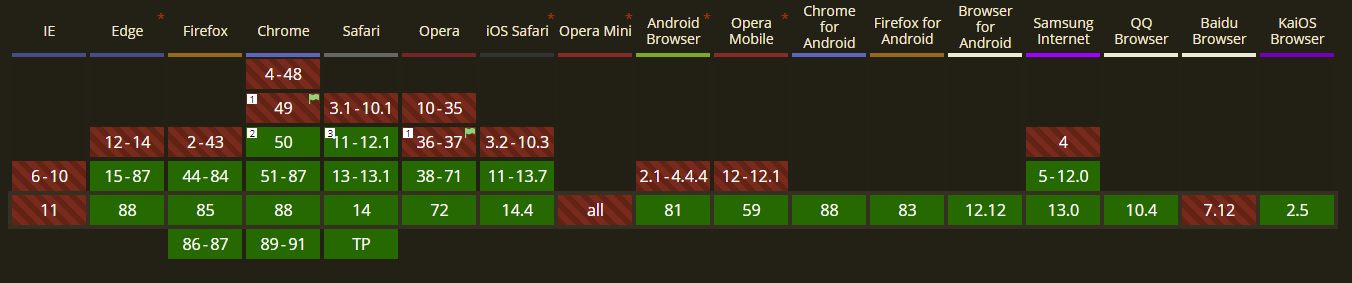 IE Edge * Firefox Chrome Safari Opera iOS Safari * Opera Mini * Android Browser * Opera Mobile * Chrome for Android Firefox for Android Browser for Android Samsung Internet QQ Browser Baidu Browser KaiOS Browser
4-48
1 49 3.1-10.1 10-35
12-14 2-43 2 50 3 11-12.1 1 36-37 3.2-10.3 4
6-10 15-87 44-84 51-87 13-13.1 38-71 11-13.7 2.1-4.4.4 12-12.1 5-12.0
11 88 85 88 14 72 14.4 all 81 59 88 83 12.12 13.0 10.4 7.12 2.5
86-87 89-91 TP